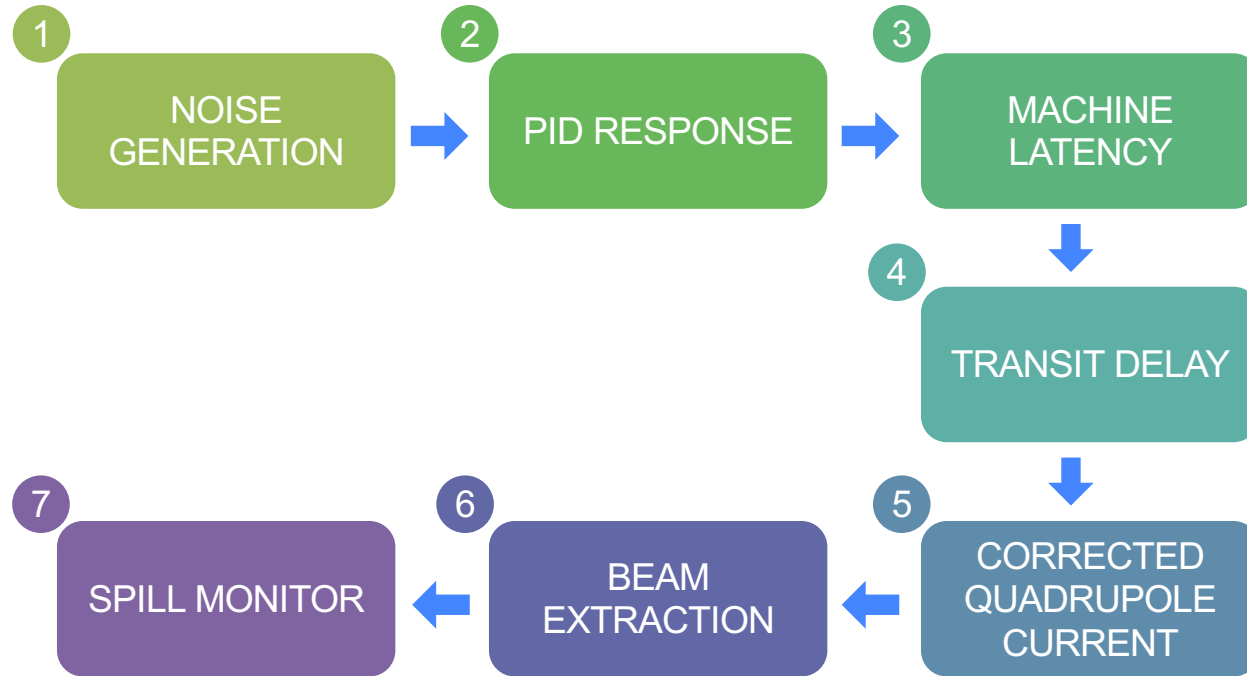 1
NOISE
GENERATION
2
PID RESPONSE
3
MACHINE
LATENCY
4
TRANSIT DELAY
5
CORRECTED
QUADRUPOLE
CURRENT
6
BEAM
EXTRACTION
7
SPILL MONITOR